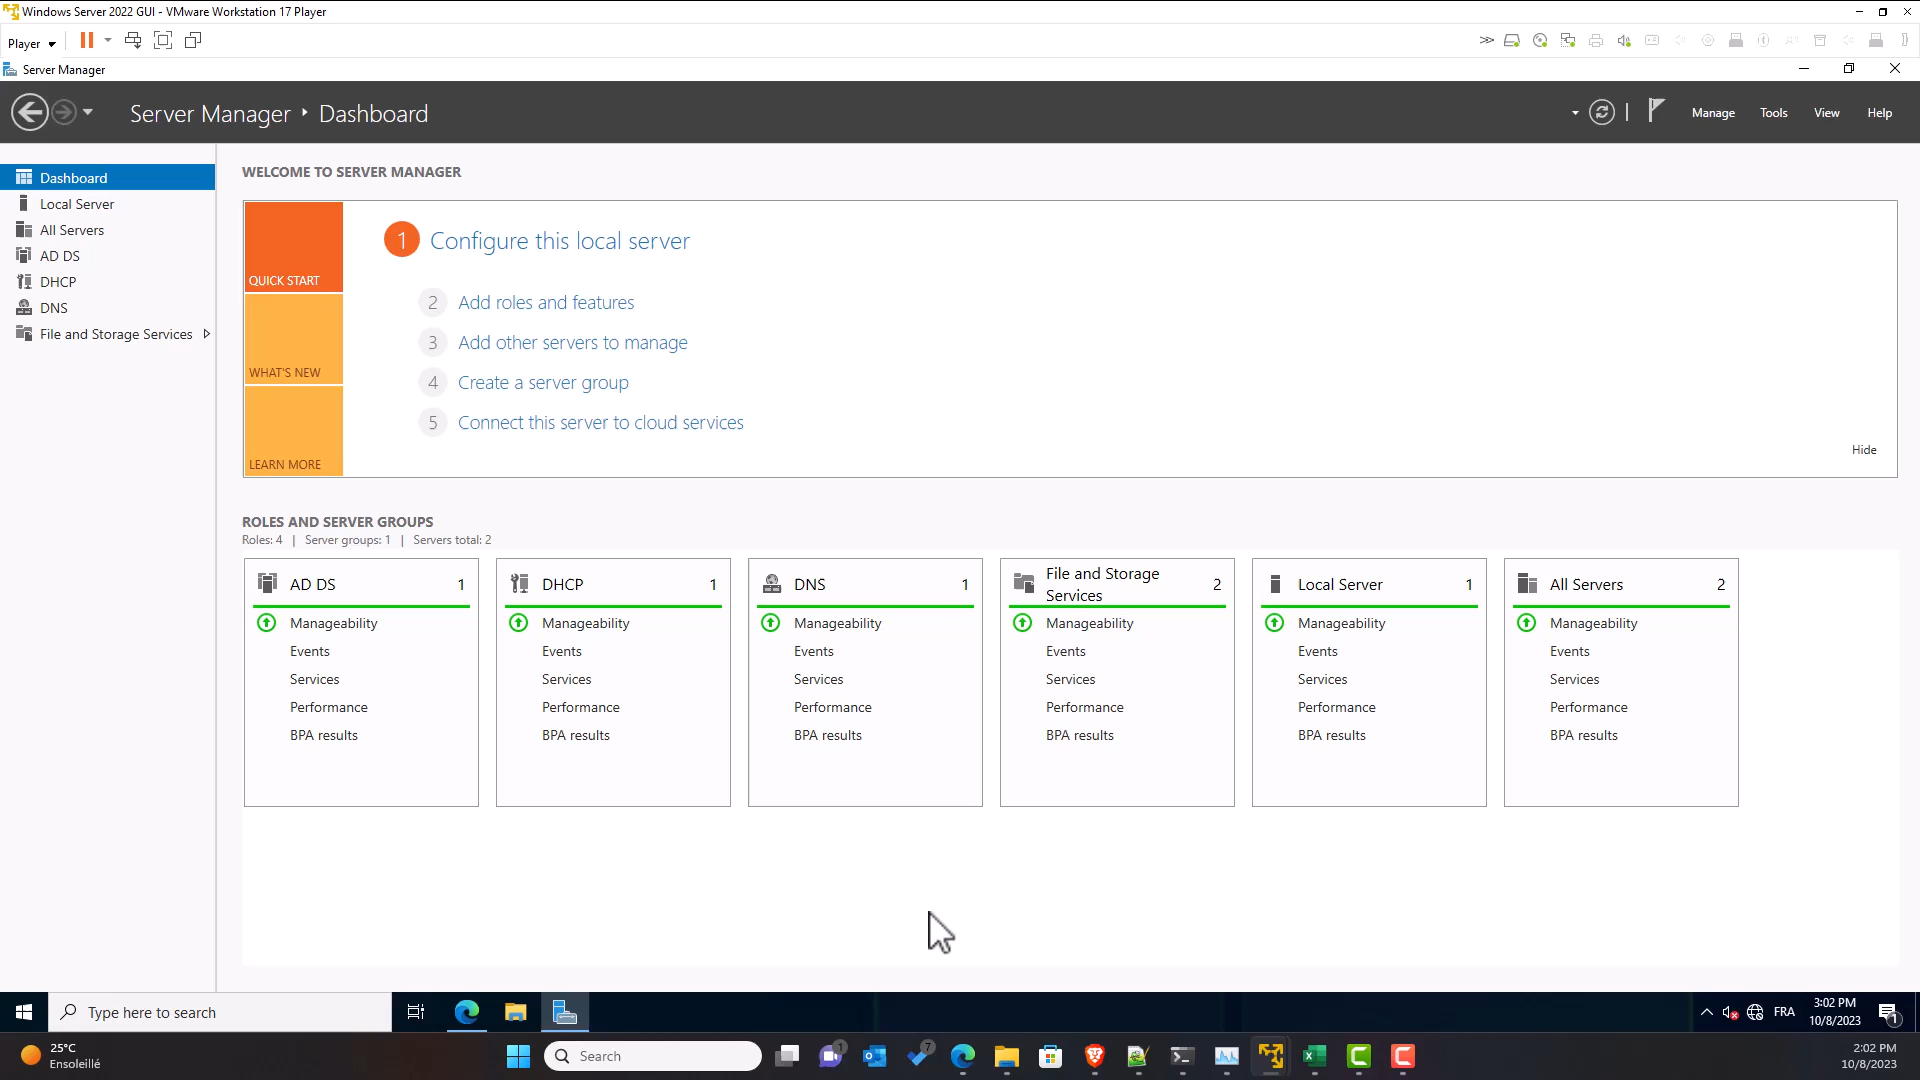 Windows Server 2022 GUI - VMware Workstation 17 Player
Player
Server Manager
Server Manager ‣ Dashboard
Manage Tools View Help
Dashboard
Local Server
All Servers
AD DS
DHCP
DNS
File and Storage Services
WELCOME TO SERVER MANAGER
QUICK START
WHAT'S NEW
LEARN MORE
1 Configure this local server
2 Add roles and features
3 Add other servers to manage
4 Create a server group
5 Connect this server to cloud services
Hide
ROLES AND SERVER GROUPS
Roles: 4 | Server groups: 1 | Servers total: 2
AD DS 1
Manageability
Events
Services
Performance
BPA results
DHCP 1
Manageability
Events
Services
Performance
BPA results
DNS 1
Manageability
Events
Services
Performance
BPA results
File and Storage
Services 2
Manageability
Events
Services
Performance
BPA results
Local Server 1
Manageability
Events
Services
Performance
BPA results
All Servers 2
Manageability
Events
Services
Performance
BPA results
Type here to search
FRA
3:02 PM
10/8/2023
1
25°C
Ensoleillé
Search
1
7
2:02 PM
10/8/2023